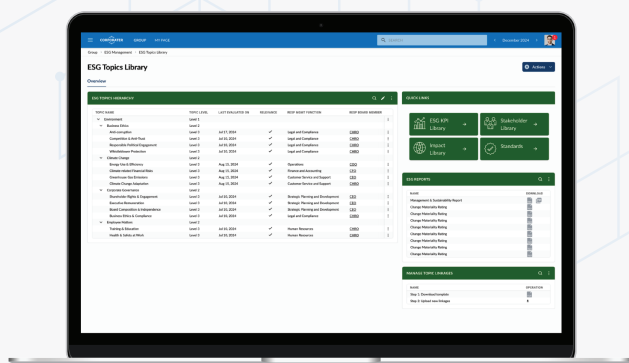 CORPORATER GROUP MY PAGE SEARCH December 2024
Group ESG Management ESG Topics Library
ESG Topics Library
Actions
Overview
ESG TOPICS HIERARCHY
TOPIC NAME TOPIC LEVEL LAST EVALUATED ON RELEVANCE RESP. MGMT FUNCTION RESP. BOARD MEMBER
Environment Level 1
Business Ethics Level 2
Anti-corruption Level 3 Jul 17, 2024 Legal and Compliance CHRO
Competition & Anti-Trust Level 3 Jul 10, 2024 Legal and Compliance CHRO
Responsible Political Engagement Level 3 Jul 10, 2024 Legal and Compliance CHRO
Whistleblower Protection Level 3 Jul 10, 2024 Legal and Compliance CHRO
Climate Change Level 2
Energy Use & Efficiency Level 3 Aug 15, 2024 Operations COO
Climate-related Financial Risks Level 3 Aug 15, 2024 Finance and Accounting CFO
Greenhouse Gas Emissions Level 3 Aug 15, 2024 Customer Service and Support CHRO
Climate Change Adaptation Level 3 Aug 15, 2024 Customer Service and Support CHRO
Corporate Governance Level 2
Shareholder Rights & Engagement Level 3 Jul 10, 2024 Strategic Planning and Development CEO
Executive Remuneration Level 3 Jul 10, 2024 Strategic Planning and Development CEO
Board Composition & Independence Level 3 Jul 10, 2024 Strategic Planning and Development CEO
Business Ethics & Compliance Level 3 Jul 10, 2024 Legal and Compliance CHRO
Employee Matters Level 2
Training & Education Level 3 Jul 10, 2024 Human Resources CHRO
Health & Safety at Work Level 3 Jul 10, 2024 Human Resources CHRO
QUICK LINKS
ESG KPI Library
Stakeholder Library
Impact Library
Standards
ESG REPORTS
NAME DOWNLOAD
Management & Sustainability Report
Change Materiality Rating
Change Materiality Rating
Change Materiality Rating
Change Materiality Rating
Change Materiality Rating
Change Materiality Rating
Change Materiality Rating
Change Materiality Rating
MANAGE TOPIC LINKAGES
NAME OPERATION
Step 1: Download template
Step 2: Upload new linkages